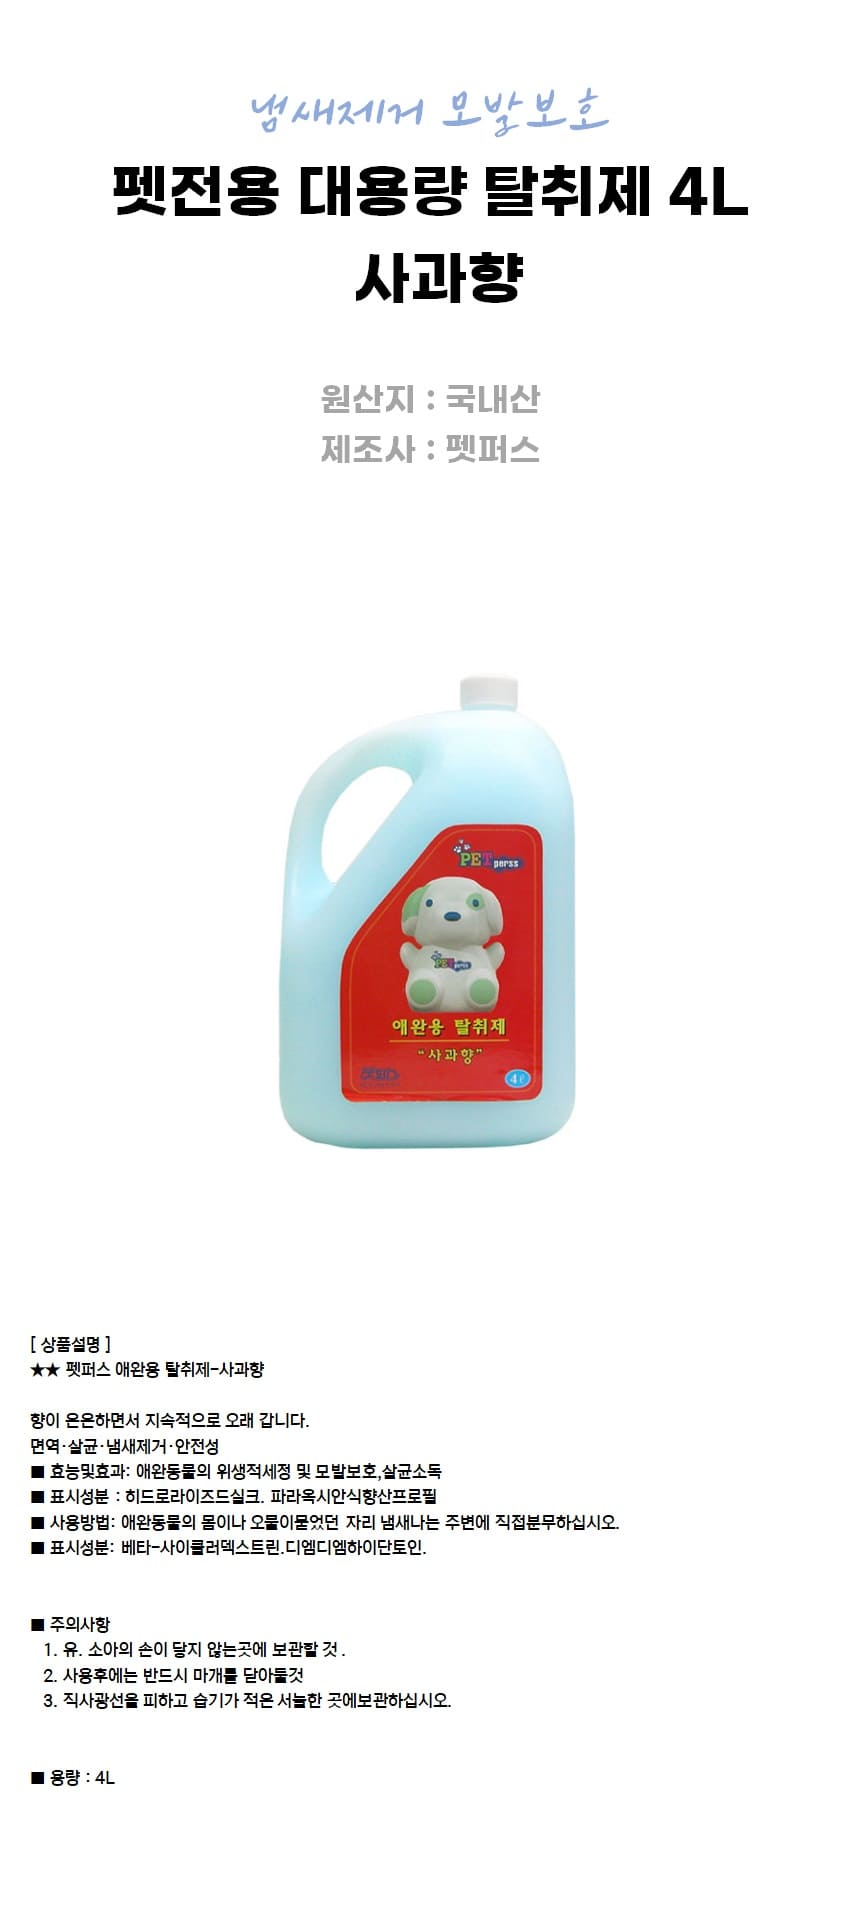 냄새제거 모발보호
펫전용 대용량 탈취제 4L
사과향
원산지 : 국내산
제조사 : 펫퍼스
PET perss
PET perss
애완용 탈취제
"사과향"
4ℓ
[ 상품설명 ]
★★ 펫퍼스 애완용 탈취제-사과향
향이 은은하면서 지속적으로 오래 갑니다.
면역·살균·냄새제거·안전성
■ 효능및효과: 애완동물의 위생적세정 및 모발보호,살균소독
■ 표시성분 : 히드로라이즈드실크. 파라옥시안식향산프로필
■ 사용방법: 애완동물의 몸이나 오물이묻었던 자리 냄새나는 주변에 직접분무하십시오.
■ 표시성분: 베타-사이클러덱스트린.디엠디엠하이단토인.
■ 주의사항
1. 유. 소아의 손이 닿지 않는곳에 보관할 것 .
2. 사용후에는 반드시 마개를 닫아둘것
3. 직사광선을 피하고 습기가 적은 서늘한 곳에보관하십시오.
■ 용량 : 4L